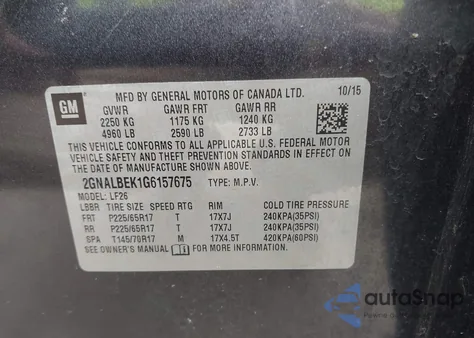 GM
MFD BY GENERAL MOTORS OF CANADA LTD. 10/15
GVWR GAWR FRT GAWR RR
2250 KG 1175 KG 1240 KG
4960 LB 2590 LB 2733 LB
THIS VEHICLE CONFORMS TO ALL APPLICABLE U.S. FEDERAL MOTOR
VEHICLE SAFETY, BUMPER, AND THEFT PREVENTION STANDARDS IN EFFECT ON
THE DATE OF MANUFACTURE SHOWN ABOVE.
2GNALBEK1G6157675 TYPE: M.P.V.
MODEL: LF26
LBBR TIRE SIZE SPEED RTG RIM COLD TIRE PRESSURE
FRT P225/65R17 T 17X7J 240KPA(35PSI)
RR P225/65R17 T 17X7J 240KPA(35PSI)
SPA T145/70R17 M 17X4.5T 420KPA(60PSI)
SEE OWNER'S MANUAL FOR MORE INFORMATION
autoSnap